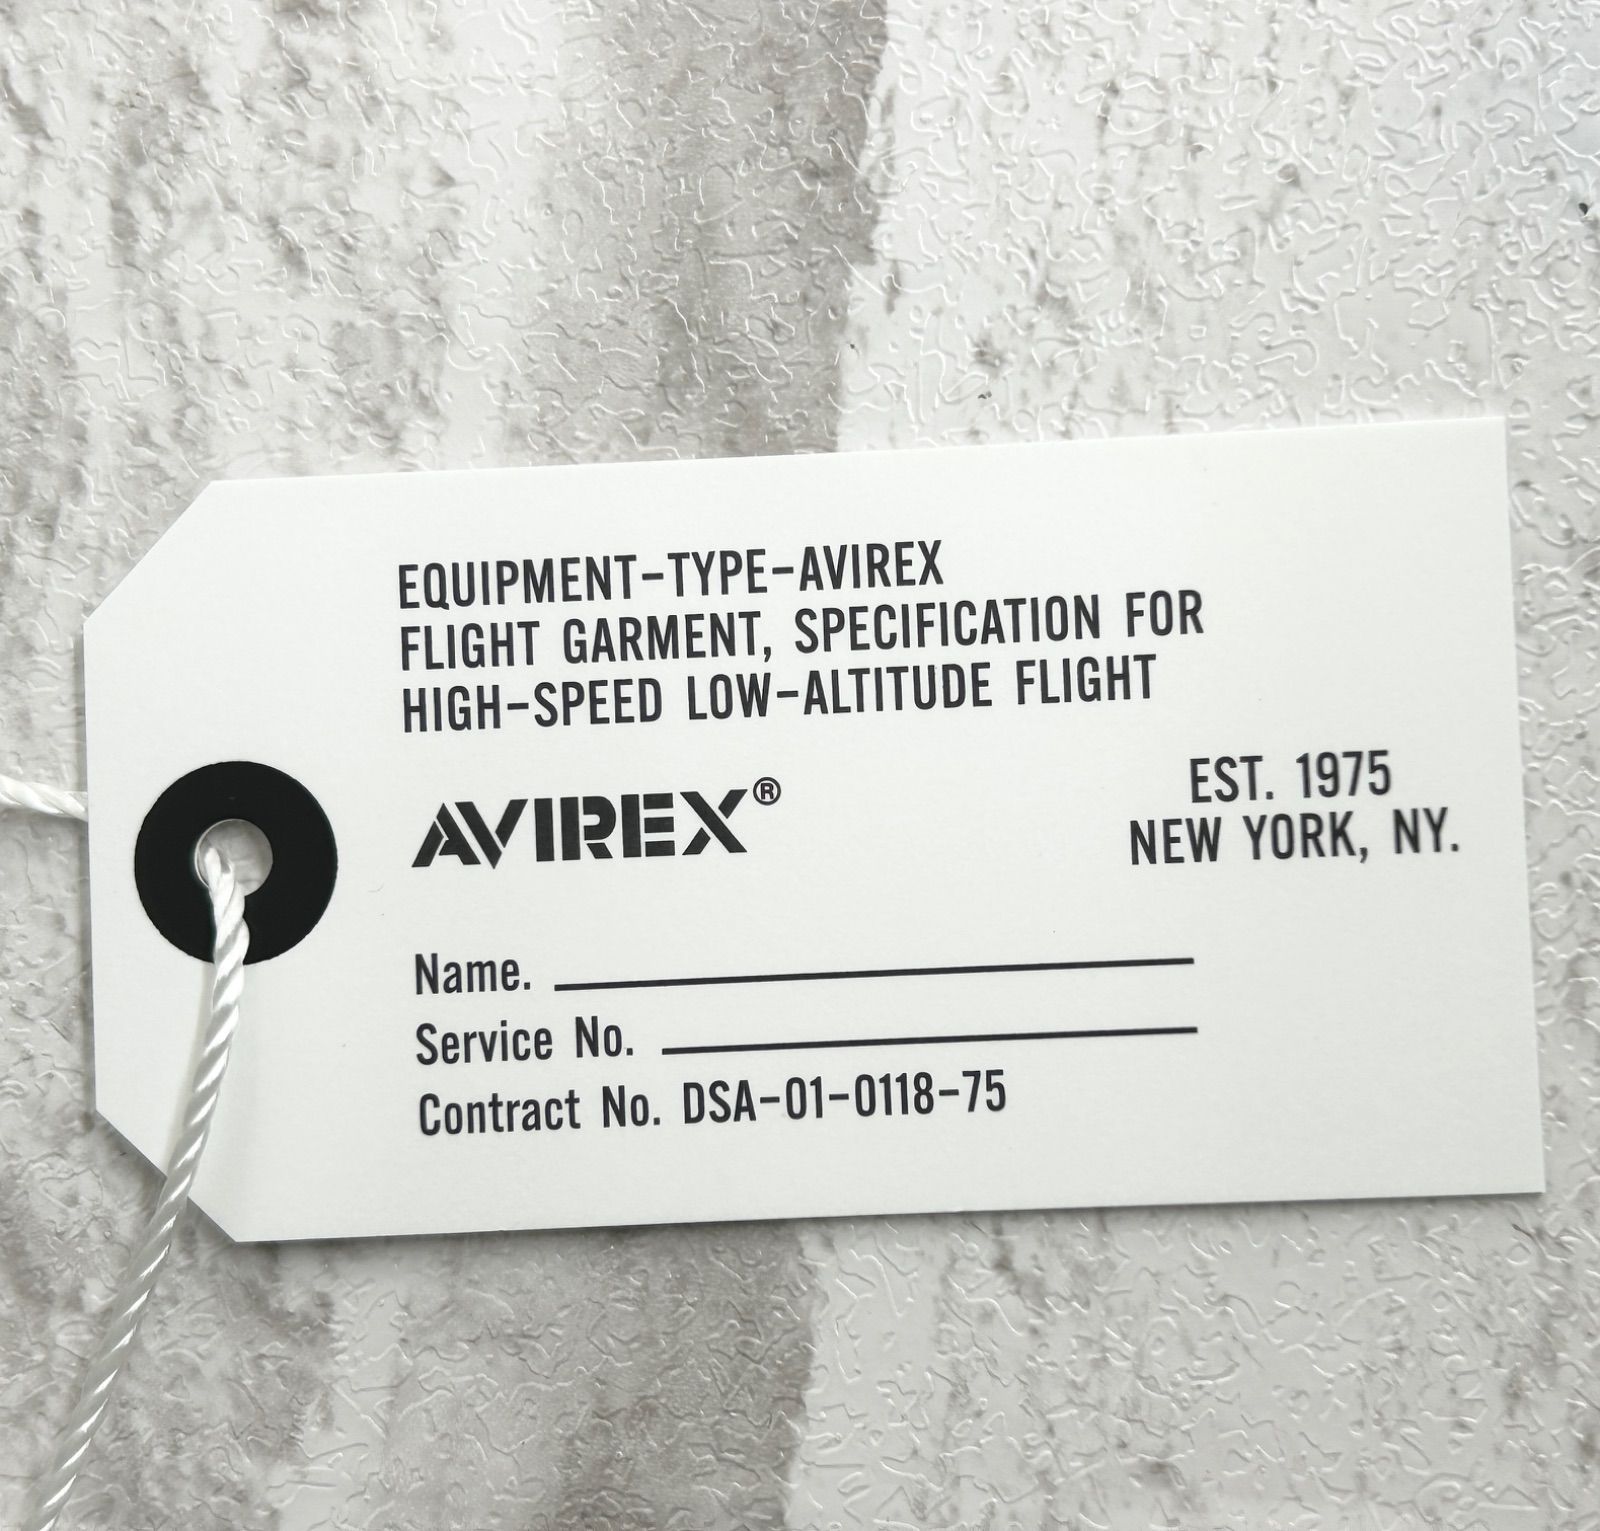 EQUIPMENT-TYPE-AVIREX
FLIGHT GARMENT, SPECIFICATION FOR
HIGH-SPEED LOW-ALTITUDE FLIGHT
AVIREX®
EST. 1975
NEW YORK, NY.
Name.
Service No.
Contract No. DSA-01-0118-75